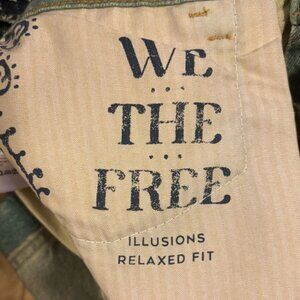 WE
...
THE
...
FREE
ILLUSIONS
RELAXED FIT